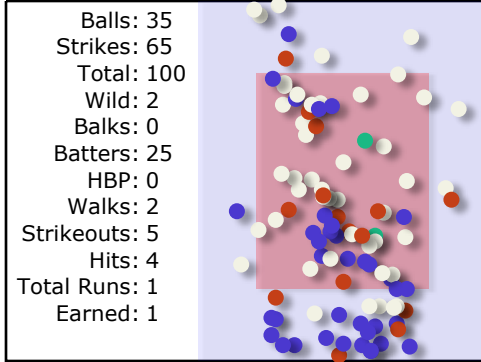 Balls: 35
Strikes: 65
Total: 100
Wild: 2
Balks: 0
Batters: 25
HBP: 0
Walks: 2
Strikeouts: 5
Hits: 4
Total Runs: 1
Earned: 1